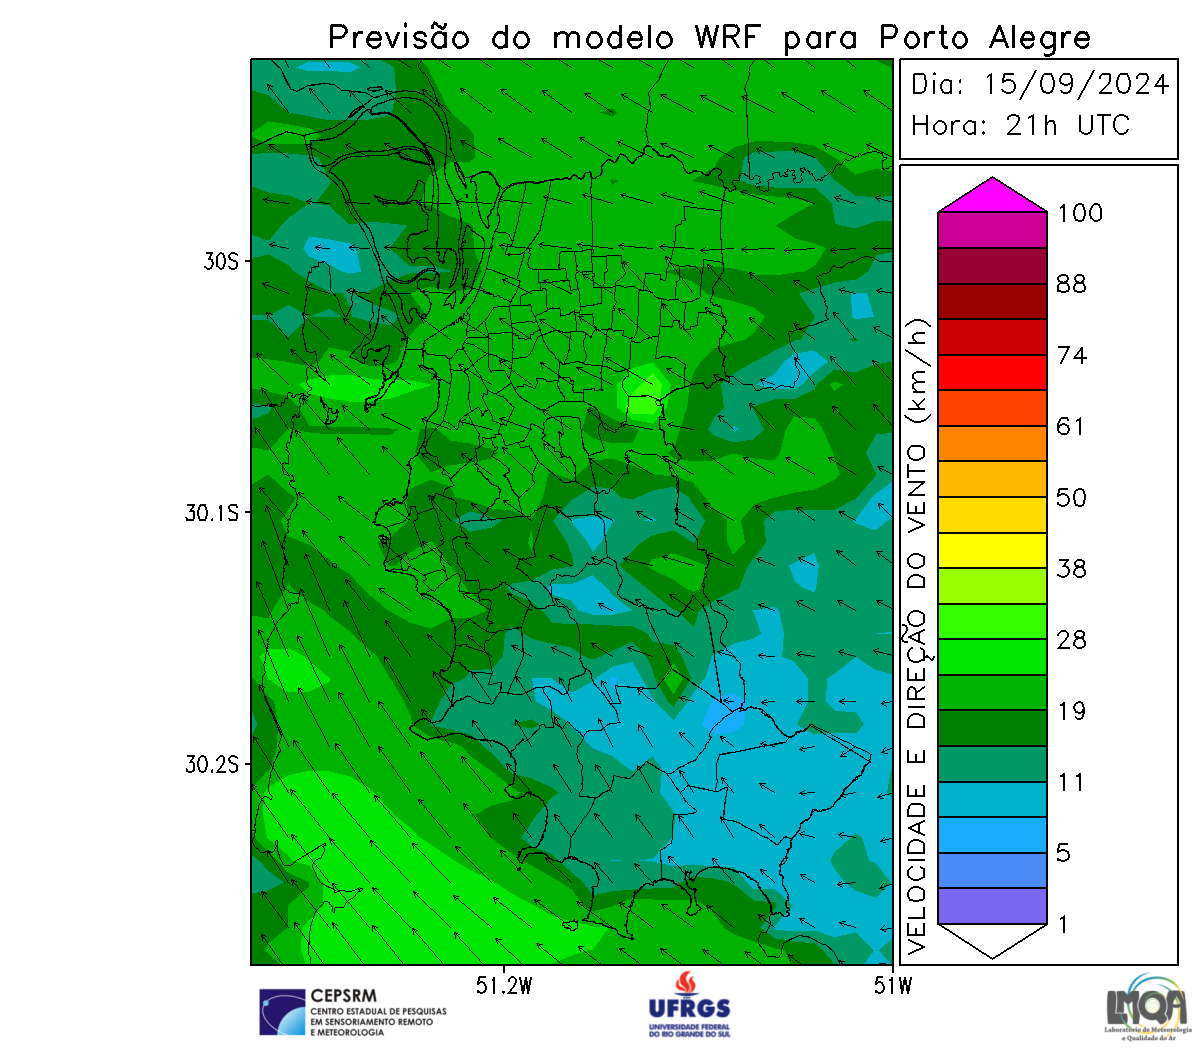 Previsão do modelo WRF para Porto Alegre
Dia: 15/09/2024
Hora: 21h UTC
30S
30.1S
30.2S
51.2W
51W
VELOCIDADE E DIREÇÃO DO VENTO (km/h)
100
88
74
61
50
38
28
19
11
5
1
CEPSRM
CENTRO ESTADUAL DE PESQUISAS
EM SENSORIAMENTO REMOTO
E METEOROLOGIA
UFRGS
UNIVERSIDADE FEDERAL
DO RIO GRANDE DO SUL
LMQA
Laboratório de Meteorologia
e Qualidade do Ar